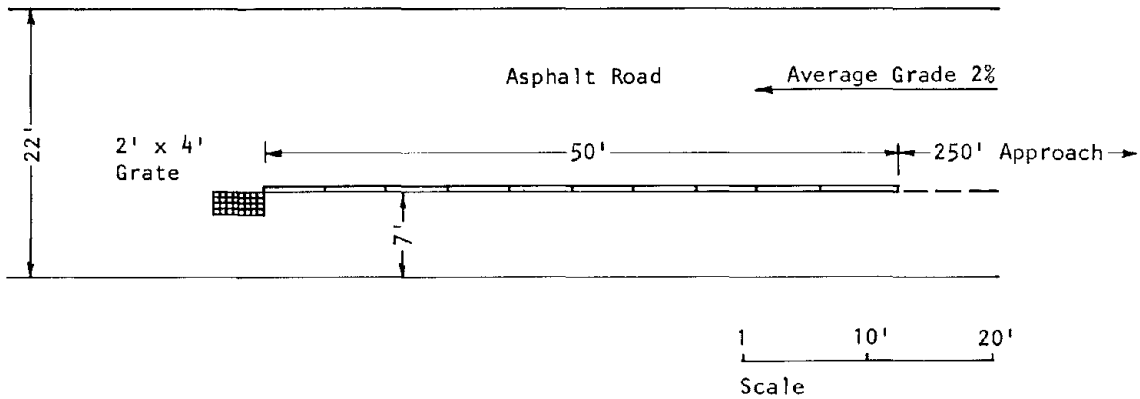 Asphalt Road
Average Grade 2%
22'
2' x 4'
Grate
50'
250' Approach
7'
1 10' 20'
Scale